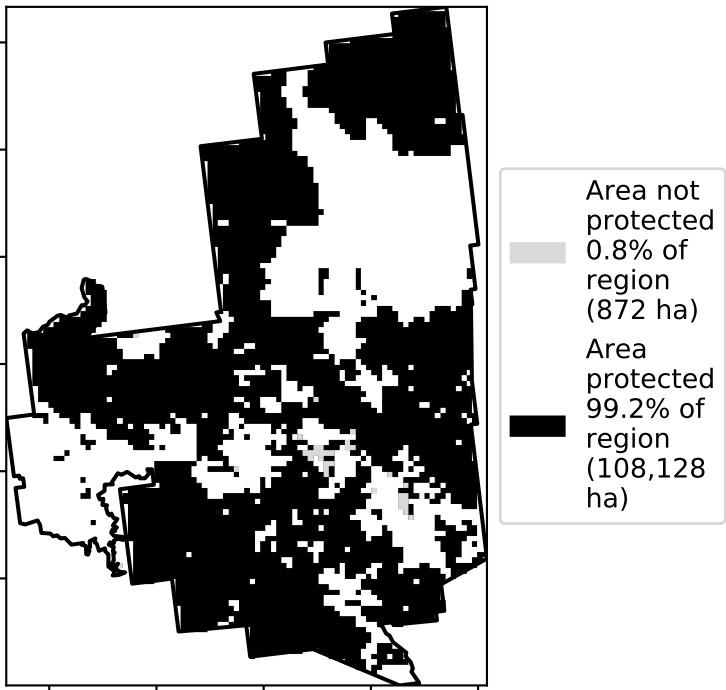 Area not
protected
0.8% of
region
(872 ha)
Area
protected
99.2% of
region
(108,128
ha)